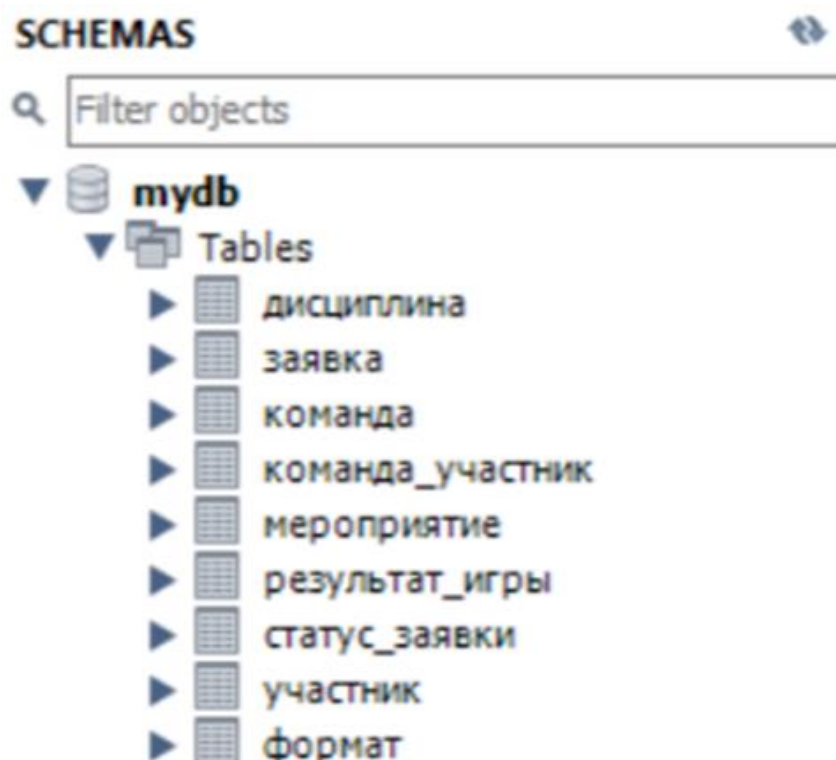 SCHEMAS
Filter objects
mydb
Tables
дисциплина
заявка
команда
команда_участник
мероприятие
результат_игры
статус_заявки
участник
формат